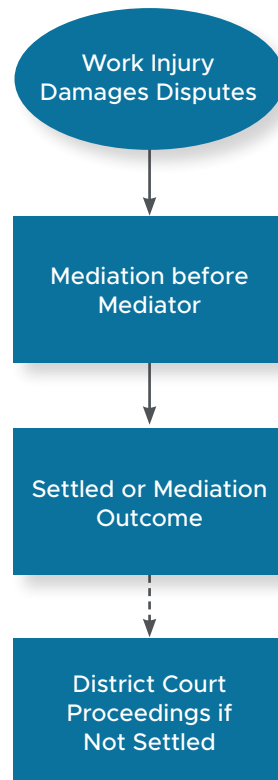 Work Injury
Damages Disputes
Mediation before
Mediator
Settled or Mediation
Outcome
District Court
Proceedings if
Not Settled